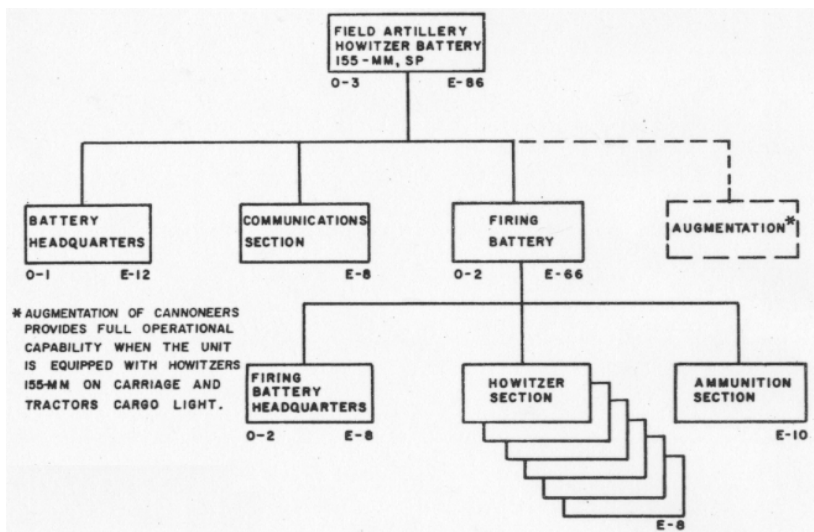 FIELD ARTILLERY
HOWITZER BATTERY
155-MM, SP
O-3 E-86
BATTERY
HEADQUARTERS
O-1 E-12
COMMUNICATIONS
SECTION
E-8
FIRING
BATTERY
O-2 E-66
AUGMENTATION*
*AUGMENTATION OF CANNONEERS
PROVIDES FULL OPERATIONAL
CAPABILITY WHEN THE UNIT
IS EQUIPPED WITH HOWITZERS
155-MM ON CARRIAGE AND
TRACTORS CARGO LIGHT.
FIRING
BATTERY
HEADQUARTERS
O-2 E-8
HOWITZER
SECTION
E-8
AMMUNITION
SECTION
E-10